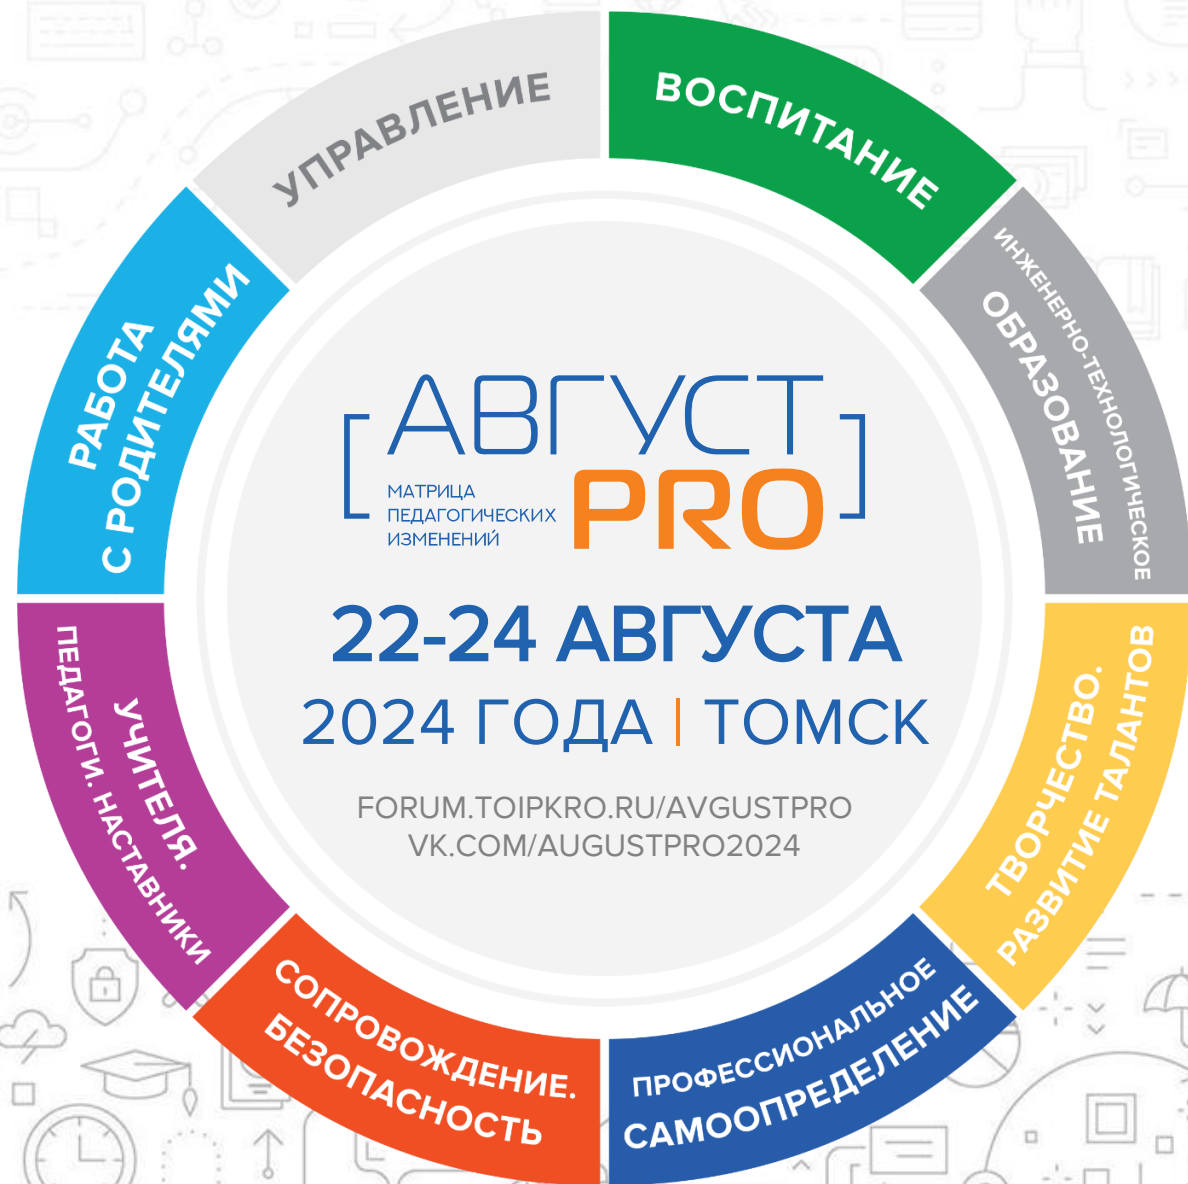 УПРАВЛЕНИЕ
ВОСПИТАНИЕ
ИНЖЕНЕРНО-ТЕХНОЛОГИЧЕСКОЕ
ОБРАЗОВАНИЕ
ТВОРЧЕСТВО.
РАЗВИТИЕ ТАЛАНТОВ
ПРОФЕССИОНАЛЬНОЕ
САМООПРЕДЕЛЕНИЕ
СОПРОВОЖДЕНИЕ.
БЕЗОПАСНОСТЬ
УЧИТЕЛЯ.
ПЕДАГОГИ. НАСТАВНИКИ
РАБОТА
С РОДИТЕЛЯМИ
[АВГУСТ
PRO]
МАТРИЦА
ПЕДАГОГИЧЕСКИХ
ИЗМЕНЕНИЙ
22-24 АВГУСТА
2024 ГОДА | ТОМСК
FORUM.TOIPKRO.RU/AVGUSTPRO
VK.COM/AUGUSTPRO2024